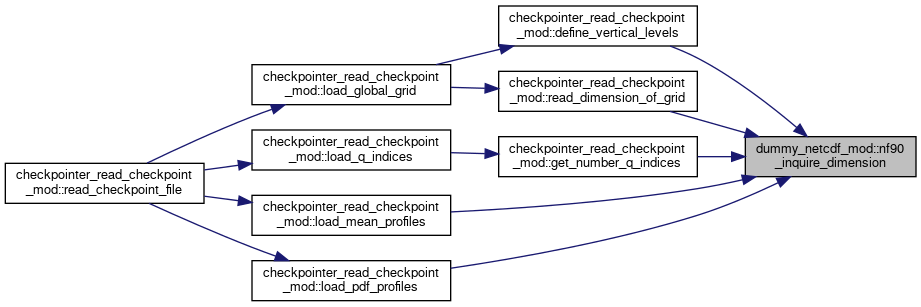 checkpointer_read_checkpoint
_mod::define_vertical_levels
checkpointer_read_checkpoint
_mod::load_global_grid
checkpointer_read_checkpoint
_mod::read_dimension_of_grid
checkpointer_read_checkpoint
_mod::load_q_indices
checkpointer_read_checkpoint
_mod::get_number_q_indices
dummy_netcdf_mod::nf90
_inquire_dimension
checkpointer_read_checkpoint
_mod::read_checkpoint_file
checkpointer_read_checkpoint
_mod::load_mean_profiles
checkpointer_read_checkpoint
_mod::load_pdf_profiles